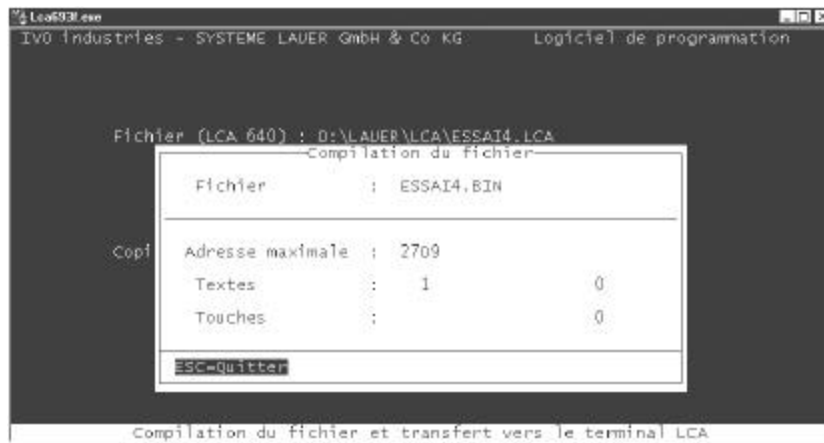 Lca693f.exe
IVO industries - SYSTEME LAUER GmbH & Co KG Logiciel de programmation
Fichier (LCA 640) : D:\LAUER\LCA\ESSAI4.LCA
Compilation du fichier
Fichier : ESSAI4.BIN
Copi
Adresse maximale : 2709
Textes : 1 0
Touches : 0
ESC=Quitter
Compilation du fichier et transfert vers le terminal LCA